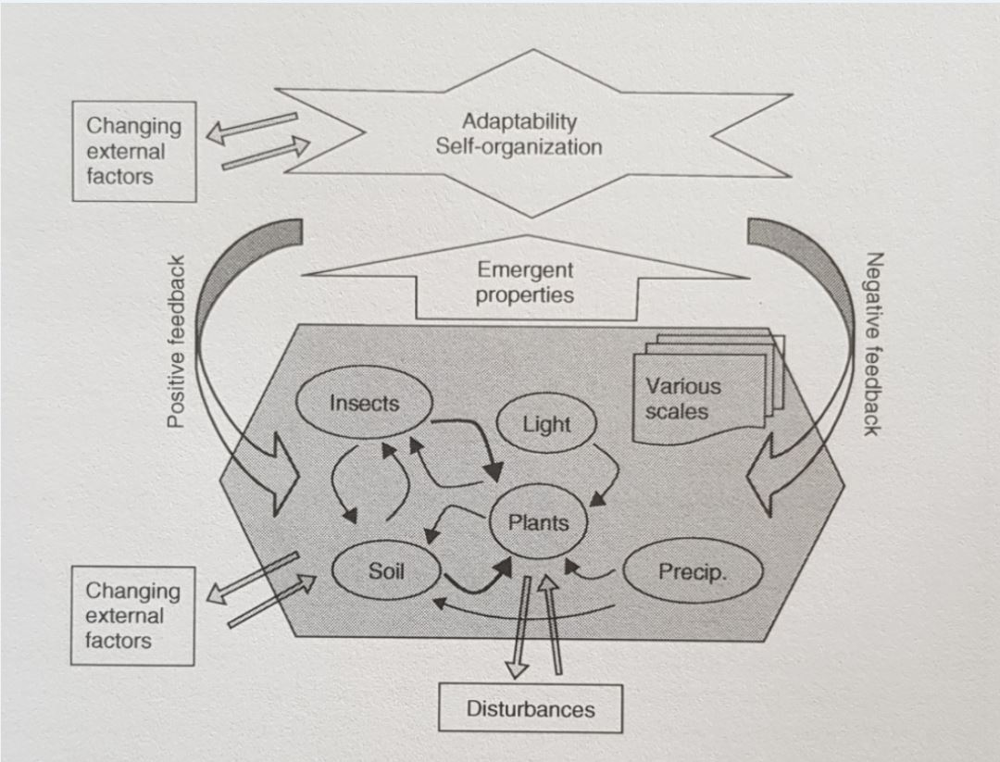 Changing
external
factors
Adaptability
Self-organization
Positive feedback
Emergent
properties
Negative feedback
Insects
Light
Various
scales
Plants
Soil
Precip.
Changing
external
factors
Disturbances